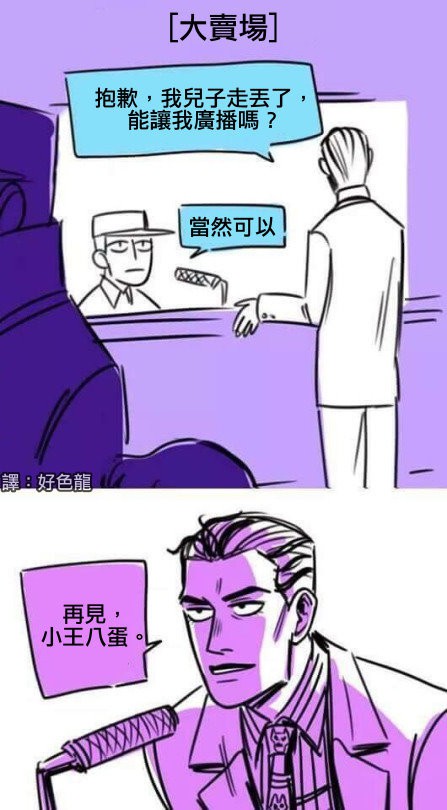 [大賣場]
抱歉，我兒子走丟了，
能讓我廣播嗎？
當然可以
譯：好色龍
再見，
小王八蛋。